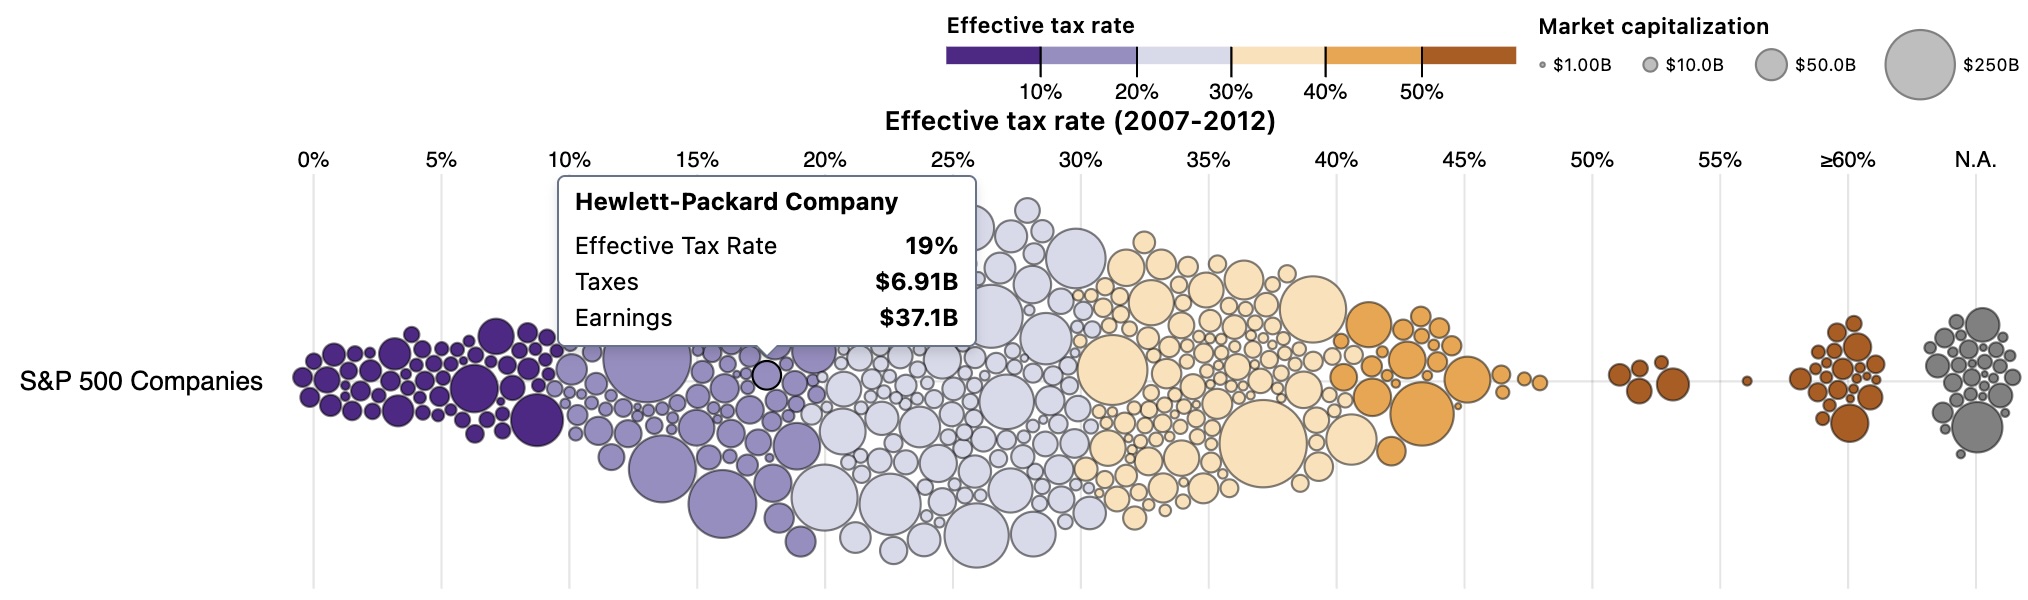 Effective tax rate
10% 20% 30% 40% 50%
Market capitalization
$1.00B $10.0B $50.0B $250B
Effective tax rate (2007-2012)
0% 5% 10% 15% 20% 25% 30% 35% 40% 45% 50% 55% ≥60% N.A.
Hewlett-Packard Company
Effective Tax Rate 19%
Taxes $6.91B
Earnings $37.1B
S&P 500 Companies